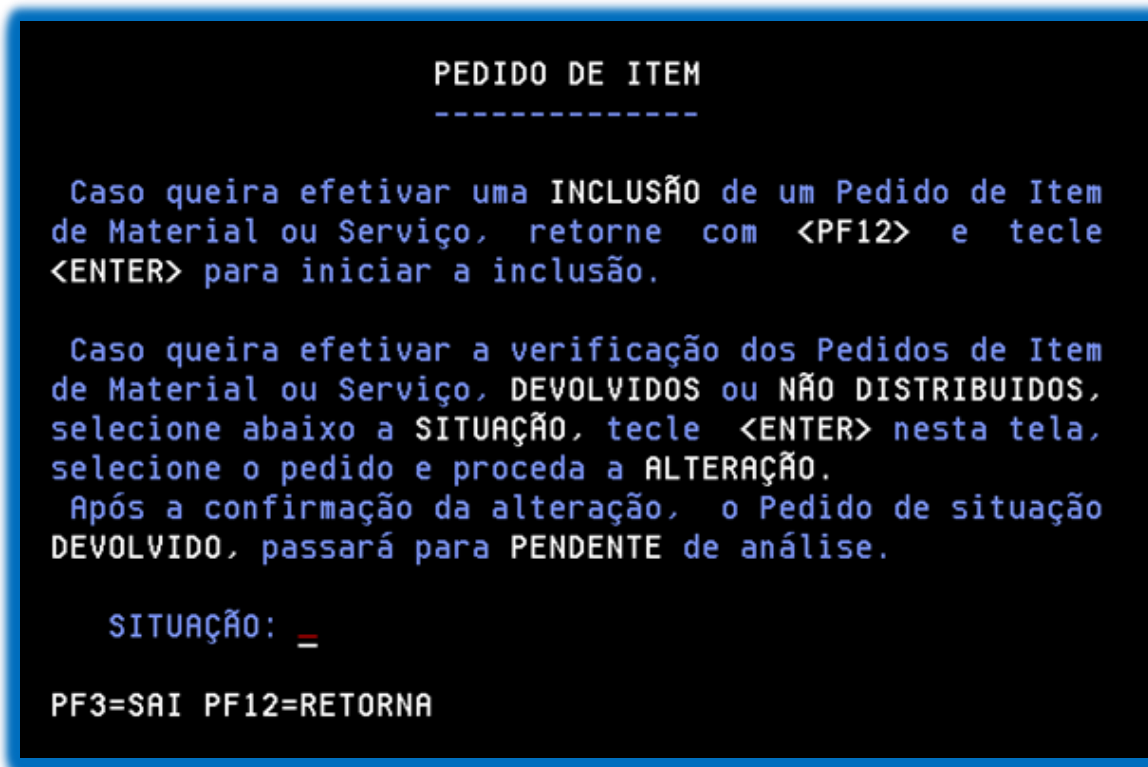 PEDIDO DE ITEM
--------------
Caso queira efetivar uma INCLUSÃO de um Pedido de Item
de Material ou Serviço, retorne com <PF12> e tecle
<ENTER> para iniciar a inclusão.
Caso queira efetivar a verificação dos Pedidos de Item
de Material ou Serviço, DEVOLVIDOS ou NÃO DISTRIBUIDOS,
selecione abaixo a SITUAÇÃO, tecle <ENTER> nesta tela,
selecione o pedido e proceda a ALTERAÇÃO.
Após a confirmação da alteração, o Pedido de situação
DEVOLVIDO, passará para PENDENTE de análise.
SITUAÇÃO: _
PF3=SAI PF12=RETORNA